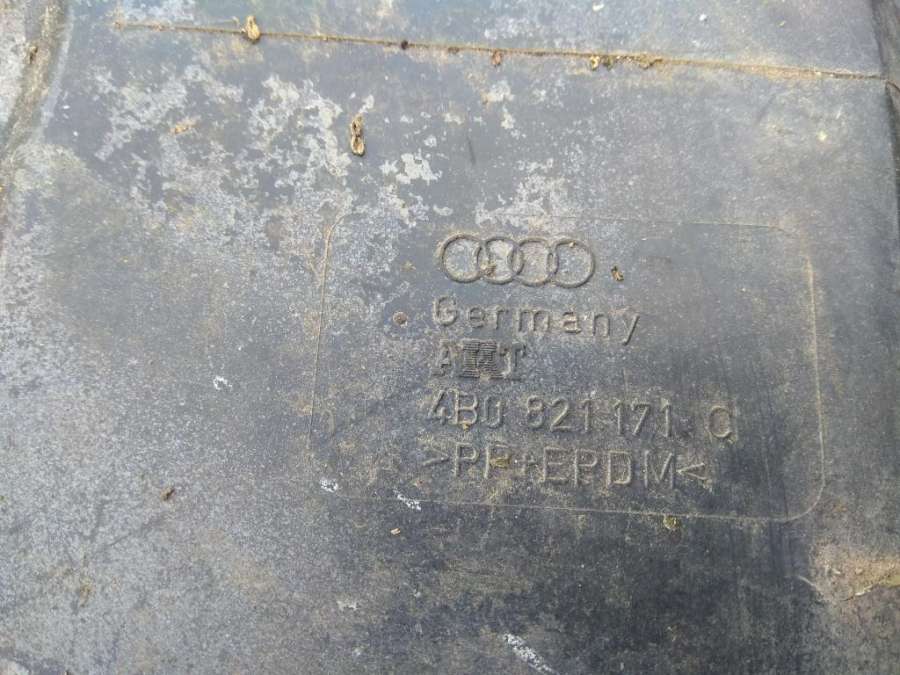 Germany
4B0 821 171 C
>PP+EPDM<